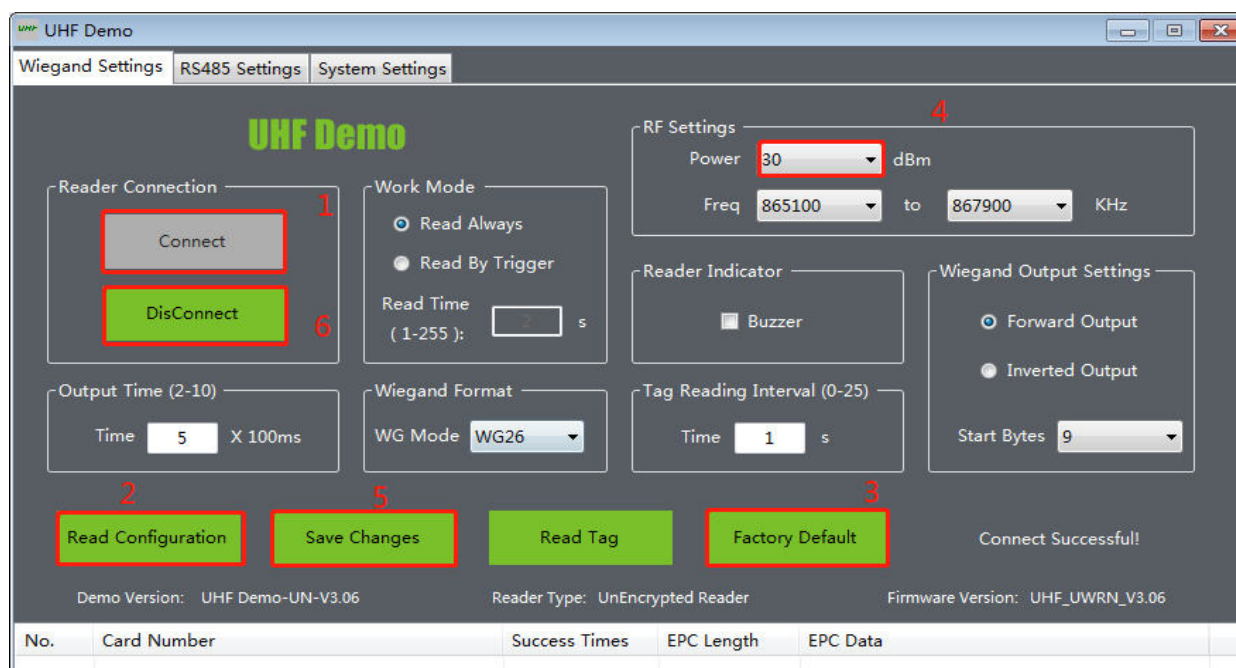 UHF Demo
Wiegand Settings RS485 Settings System Settings
UHF Demo
Reader Connection
1
Connect
DisConnect
6
Work Mode
Read Always
Read By Trigger
Read Time
( 1-255 ): 2 s
RF Settings
4
Power 30 dBm
Freq 865100 to 867900 KHz
Reader Indicator
Buzzer
Wiegand Output Settings
Forward Output
Inverted Output
Start Bytes 9
Output Time (2-10)
Time 5 X 100ms
Wiegand Format
WG Mode WG26
Tag Reading Interval (0-25)
Time 1 s
2 5 3
Read Configuration Save Changes Read Tag Factory Default Connect Successful!
Demo Version: UHF Demo-UN-V3.06 Reader Type: UnEncrypted Reader Firmware Version: UHF_UWRN_V3.06
No. Card Number Success Times EPC Length EPC Data